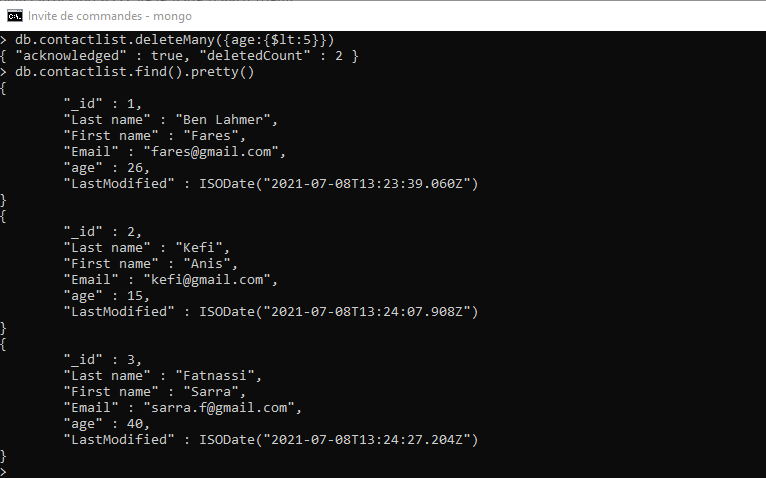 Invite de commandes - mongo
> db.contactlist.deleteMany({age:{$lt:5}})
{ "acknowledged" : true, "deletedCount" : 2 }
> db.contactlist.find().pretty()
{
        "_id" : 1,
        "Last name" : "Ben Lahmer",
        "First name" : "Fares",
        "Email" : "fares@gmail.com",
        "age" : 26,
        "LastModified" : ISODate("2021-07-08T13:23:39.060Z")
}
{
        "_id" : 2,
        "Last name" : "Kefi",
        "First name" : "Anis",
        "Email" : "kefi@gmail.com",
        "age" : 15,
        "LastModified" : ISODate("2021-07-08T13:24:07.908Z")
}
{
        "_id" : 3,
        "Last name" : "Fatnassi",
        "First name" : "Sarra",
        "Email" : "sarra.f@gmail.com",
        "age" : 40,
        "LastModified" : ISODate("2021-07-08T13:24:27.204Z")
}
>